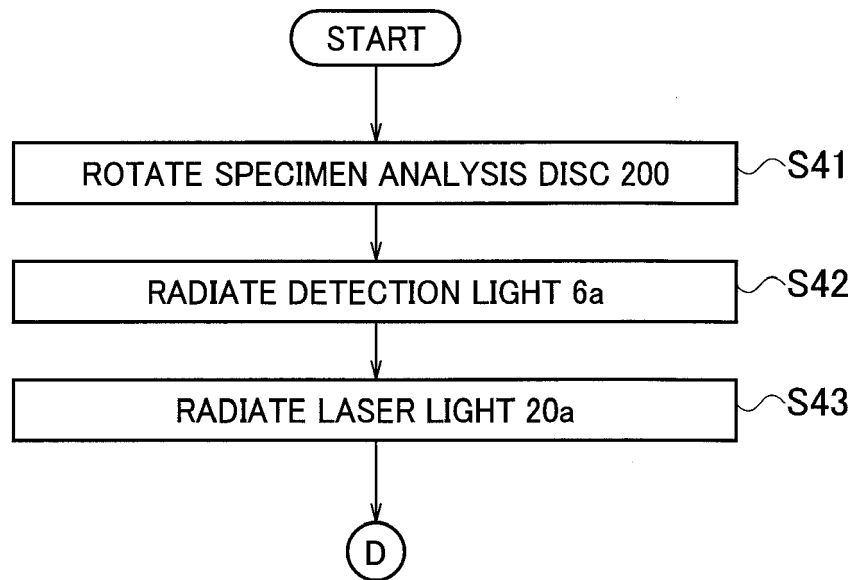 START
ROTATE SPECIMEN ANALYSIS DISC 200
S41
RADIATE DETECTION LIGHT 6a
S42
RADIATE LASER LIGHT 20a
S43
D